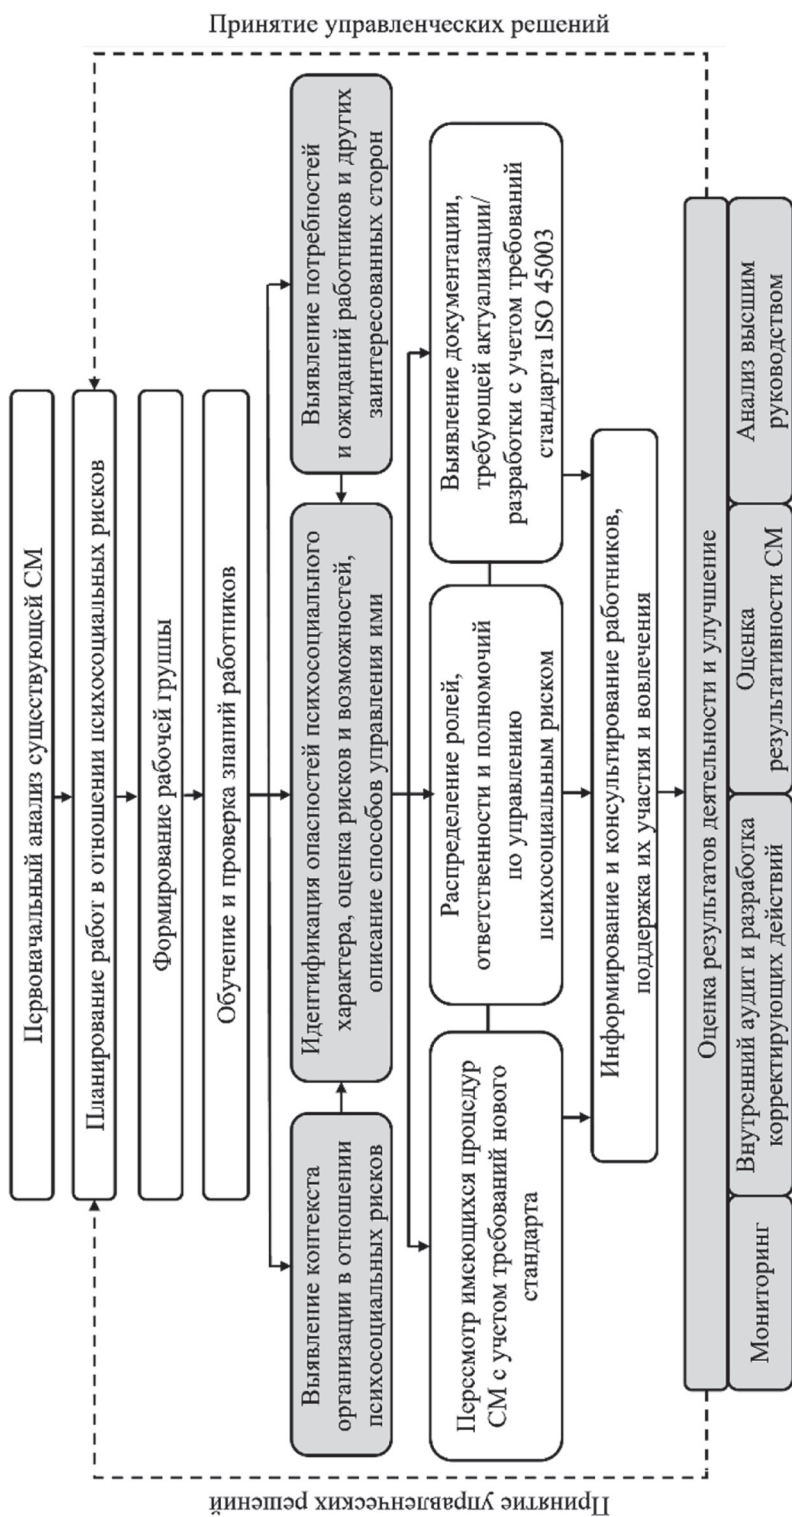 Принятие управленческих решений
Первоначальный анализ существующей СМ
Планирование работ в отношении психосоциальных рисков
Формирование рабочей группы
Обучение и проверка знаний работников
Выявление контекста
организации в отношении
психосоциальных рисков
Идентификация опасностей психосоциального
характера, оценка рисков и возможностей,
описание способов управления ими
Выявление потребностей
и ожиданий работников и других
заинтересованных сторон
Пересмотр имеющихся процедур
СМ с учетом требований нового
стандарта
Распределение ролей,
ответственности и полномочий
по управлению
психосоциальным риском
Выявление документации,
требующей актуализации/
разработки с учетом требований
стандарта ISO 45003
Информирование и консультирование работников,
поддержка их участия и вовлечения
Оценка результатов деятельности и улучшение
Мониторинг
Внутренний аудит и разработка
корректирующих действий
Оценка
результативности СМ
Анализ высшим
руководством
Принятие управленческих решений